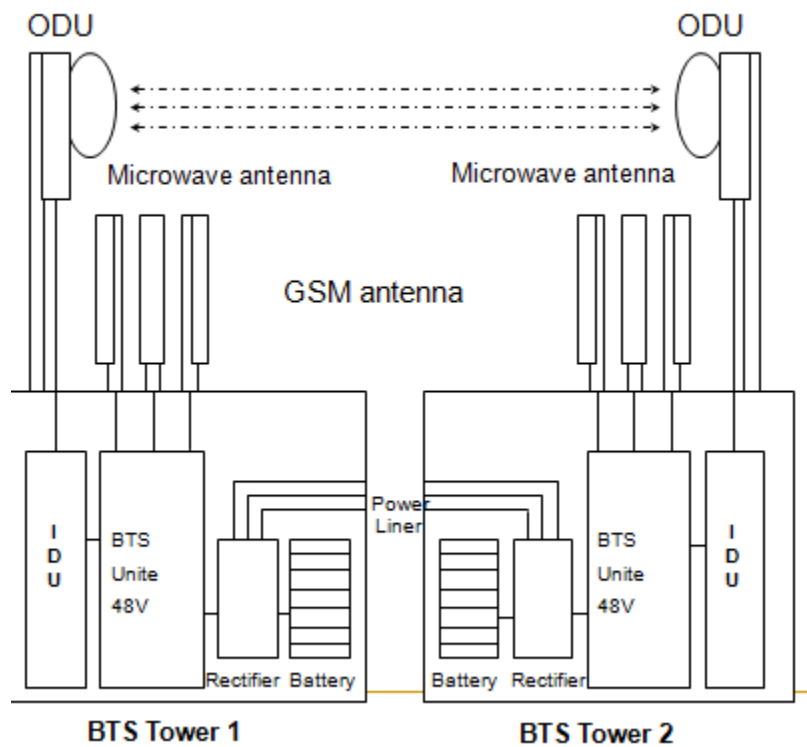 ODU
ODU
Microwave antenna
Microwave antenna
GSM antenna
I
D
U
BTS
Unite
48V
Rectifier
Battery
Power
Liner
Battery
Rectifier
BTS
Unite
48V
I
D
U
BTS Tower 1
BTS Tower 2